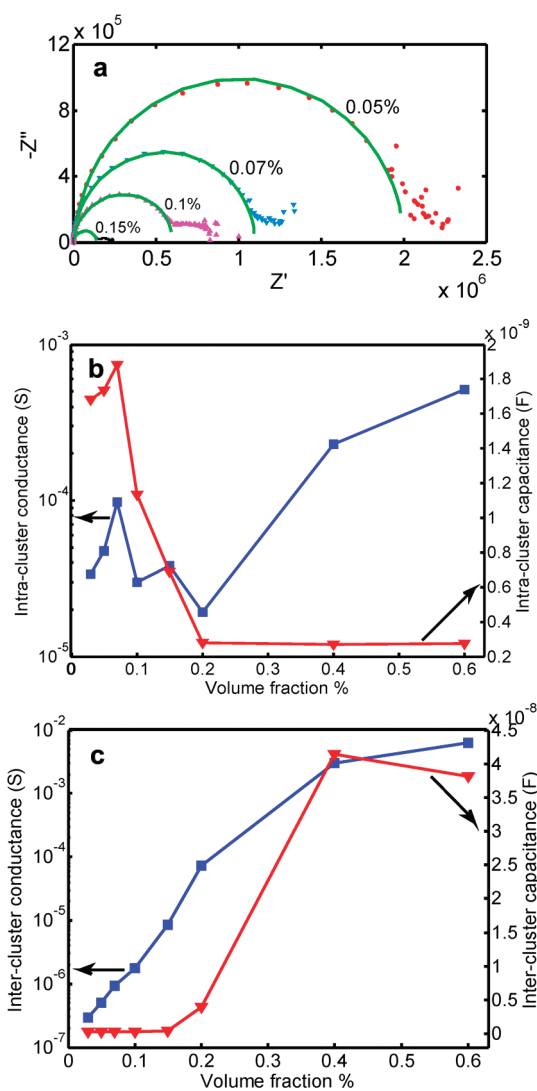 a
x 10⁵
12
8
4
0
-Z"
0.05%
0.07%
0.1%
0.15%
0 0.5 1 1.5 2 2.5
Z'
x 10⁶
b
x 10⁻⁹
10⁻³
10⁻⁴
10⁻⁵
Intra-cluster conductance (S)
2
1.8
1.6
1.4
1.2
1
0.8
0.6
0.4
0.2
Intra-cluster capacitance (F)
0 0.1 0.2 0.3 0.4 0.5 0.6
Volume fraction %
c
x 10⁻⁸
10⁻²
10⁻³
10⁻⁴
10⁻⁵
10⁻⁶
10⁻⁷
Inter-cluster conductance (S)
4.5
4
3.5
3
2.5
2
1.5
1
0.5
0
Inter-cluster capacitance (F)
0 0.1 0.2 0.3 0.4 0.5 0.6
Volume fraction %